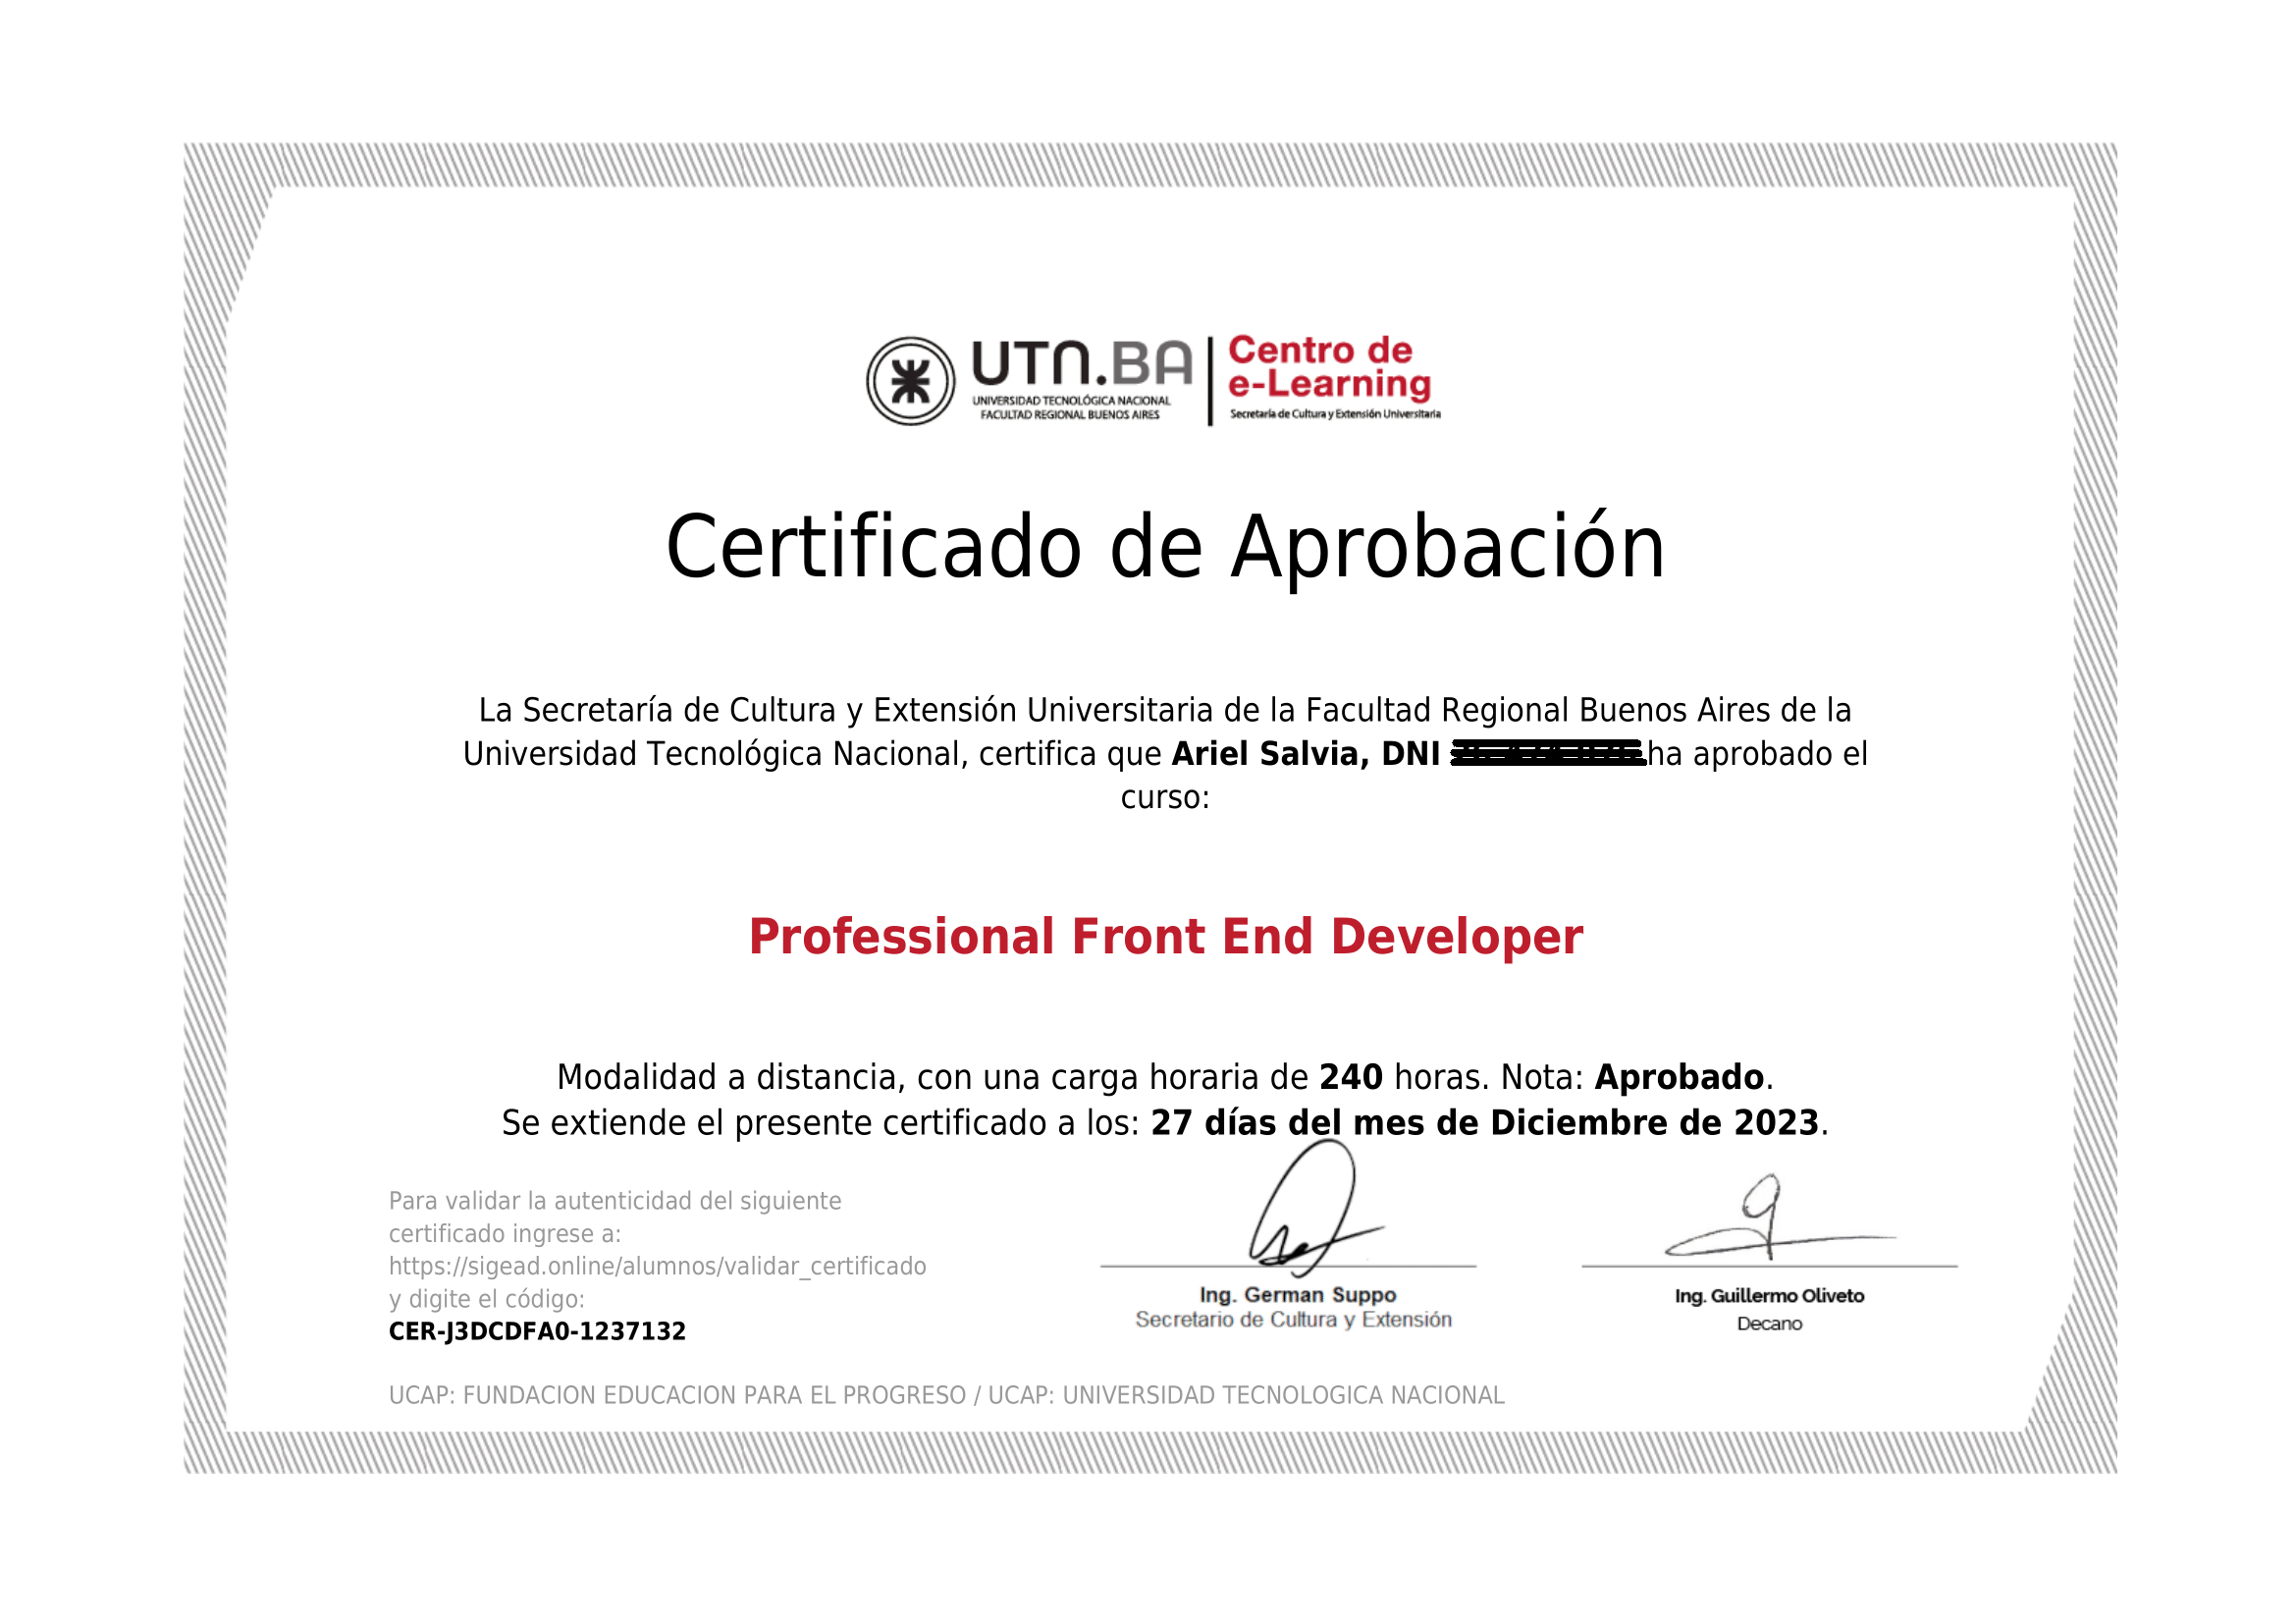 UTN.BA
UNIVERSIDAD TECNOLÓGICA NACIONAL
FACULTAD REGIONAL BUENOS AIRES
Centro de
e-Learning
Secretaría de Cultura y Extensión Universitaria
Certificado de Aprobación
La Secretaría de Cultura y Extensión Universitaria de la Facultad Regional Buenos Aires de la
Universidad Tecnológica Nacional, certifica que Ariel Salvia, DNI ha aprobado el
curso:
Professional Front End Developer
Modalidad a distancia, con una carga horaria de 240 horas. Nota: Aprobado.
Se extiende el presente certificado a los: 27 días del mes de Diciembre de 2023.
Para validar la autenticidad del siguiente
certificado ingrese a:
https://sigead.online/alumnos/validar_certificado
y digite el código:
CER-J3DCDFA0-1237132
Ing. German Suppo
Secretario de Cultura y Extensión
Ing. Guillermo Oliveto
Decano
UCAP: FUNDACION EDUCACION PARA EL PROGRESO / UCAP: UNIVERSIDAD TECNOLOGICA NACIONAL